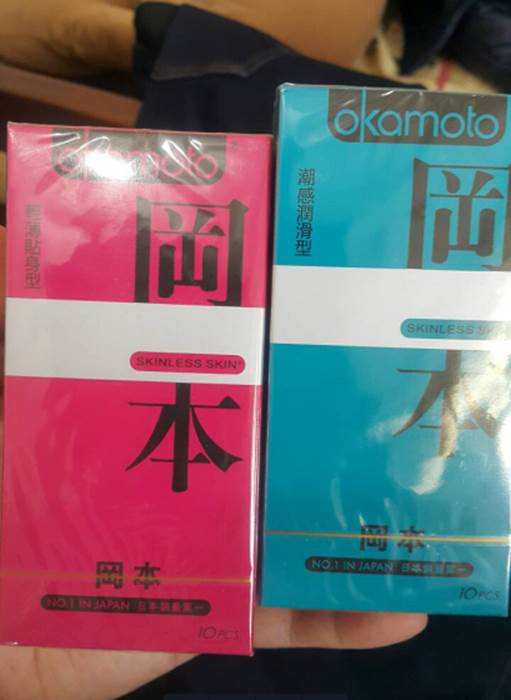 okamoto
輕薄貼身型
岡
SKINLESS SKIN®
本
岡本
NO.1 IN JAPAN 日本銷量第一
10PCS.
okamoto
潮感潤滑型
岡
SKINLESS SKI
本
岡本
NO.1 IN JAPAN 日本銷量第一
10PCS.